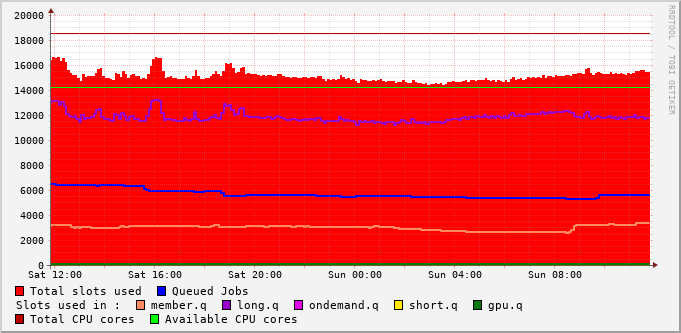 20000
18000
16000
14000
12000
10000
8000
6000
4000
2000
0
Sat 12:00 Sat 16:00 Sat 20:00 Sun 00:00 Sun 04:00 Sun 08:00
RRDTOOL / TOBI OETIKER
Total slots used Queued Jobs
Slots used in : member.q long.q ondemand.q short.q gpu.q
Total CPU cores Available CPU cores